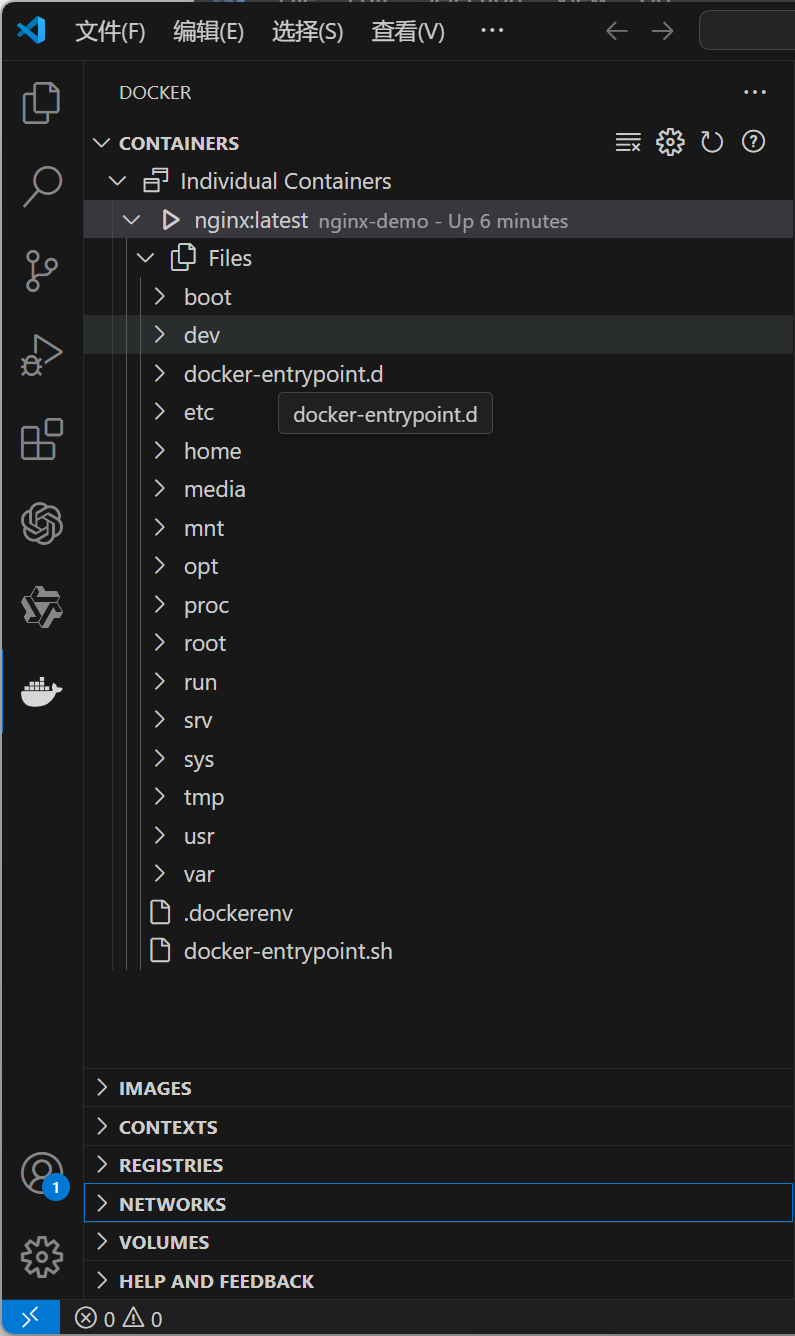 文件(F) 编辑(E) 选择(S) 查看(V) ...
DOCKER
CONTAINERS
Individual Containers
nginx:latest nginx-demo - Up 6 minutes
Files
boot
dev
docker-entrypoint.d
etc
docker-entrypoint.d
home
media
mnt
opt
proc
root
run
srv
sys
tmp
usr
var
.dockerenv
docker-entrypoint.sh
IMAGES
CONTEXTS
REGISTRIES
1
NETWORKS
VOLUMES
HELP AND FEEDBACK
0 0